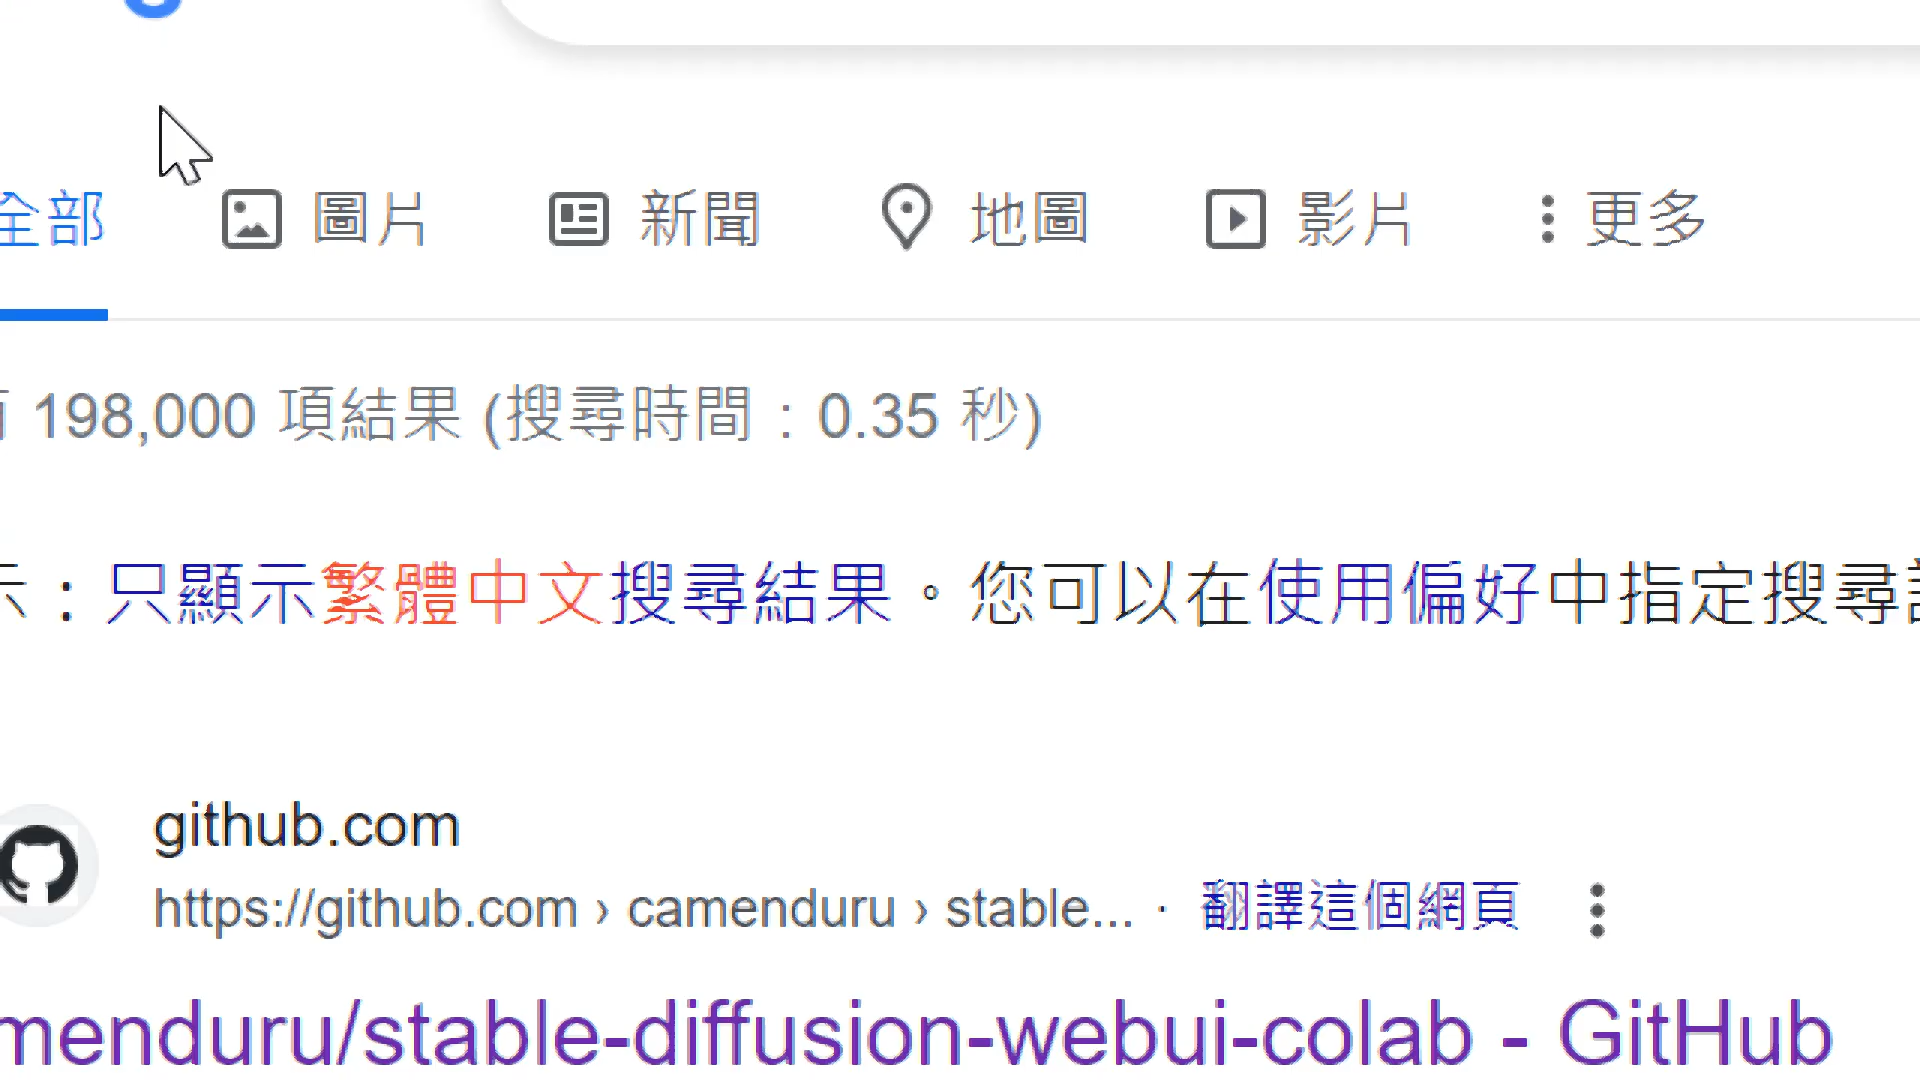 全部 圖片 新聞 地圖 影片 更多
198,000 項結果 (搜尋時間：0.35 秒)
示：只顯示繁體中文搜尋結果。您可以在使用偏好中指定搜尋
github.com
https://github.com › camenduru › stable... · 翻譯這個網頁
menduru/stable-diffusion-webui-colab - GitHub